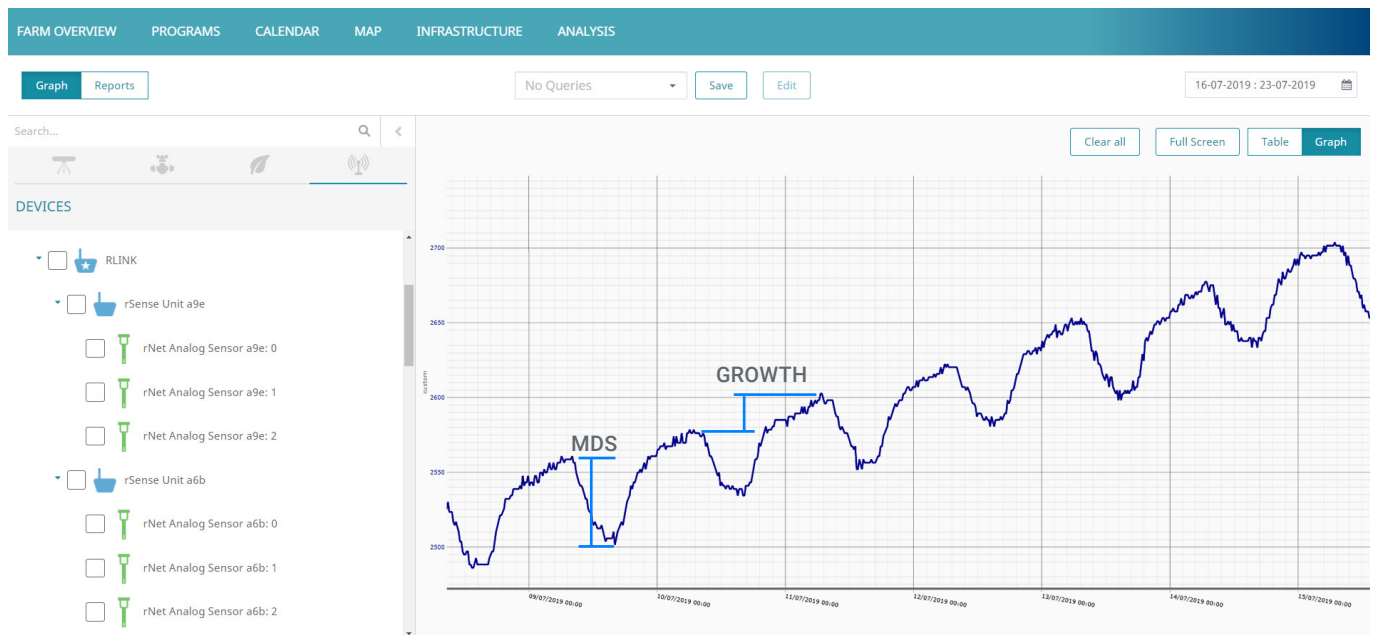 FARM OVERVIEW PROGRAMS CALENDAR MAP INFRASTRUCTURE ANALYSIS
Graph Reports No Queries Save Edit 16-07-2019 : 23-07-2019
Search...
Clear all Full Screen Table Graph
DEVICES
RLINK
rSense Unit a9e
rNet Analog Sensor a9e: 0
rNet Analog Sensor a9e: 1
rNet Analog Sensor a9e: 2
rSense Unit a6b
rNet Analog Sensor a6b: 0
rNet Analog Sensor a6b: 1
rNet Analog Sensor a6b: 2
2700
2650
2600
2550
2500
custom
GROWTH
MDS
09/07/2019 00:00 10/07/2019 00:00 11/07/2019 00:00 12/07/2019 00:00 13/07/2019 00:00 14/07/2019 00:00 15/07/2019 00:00